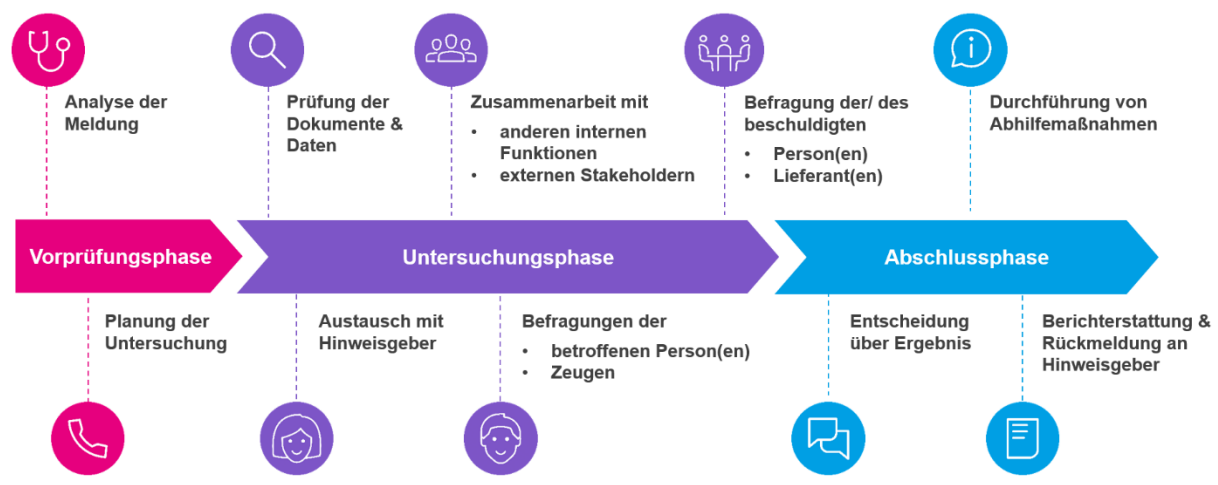 Analyse der
Meldung
Prüfung der
Dokumente &
Daten
Zusammenarbeit mit
• anderen internen
Funktionen
• externen Stakeholdern
Befragung der/ des
beschuldigten
• Person(en)
• Lieferant(en)
Durchführung von
Abhilfemaßnahmen
Vorprüfungsphase
Untersuchungsphase
Abschlussphase
Planung der
Untersuchung
Austausch mit
Hinweisgeber
Befragungen der
• betroffenen Person(en)
• Zeugen
Entscheidung
über Ergebnis
Berichterstattung &
Rückmeldung an
Hinweisgeber